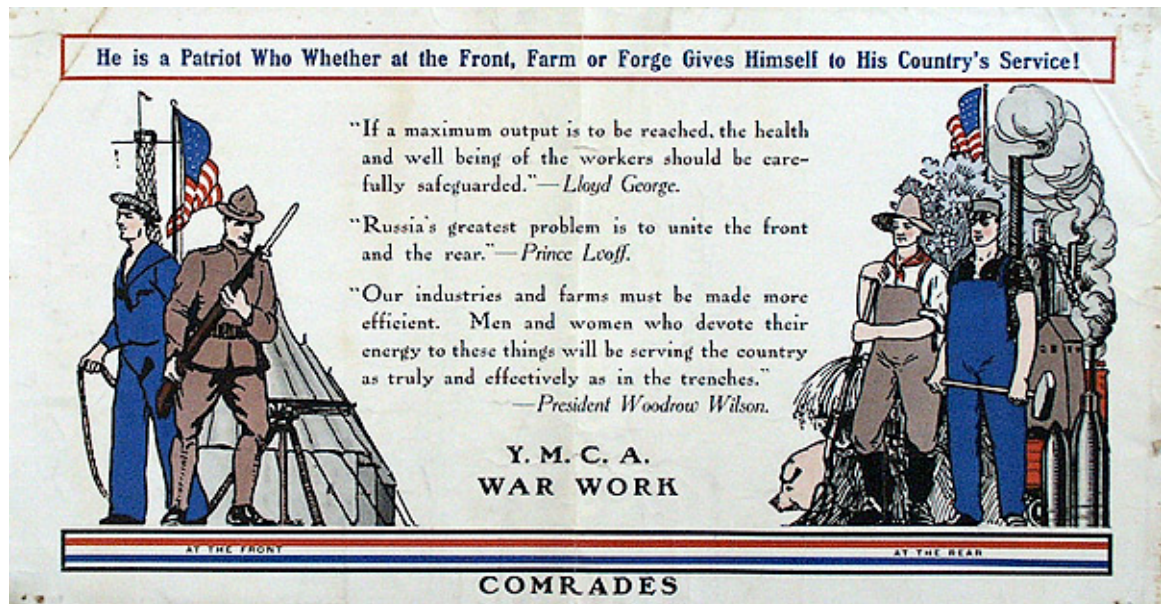 He is a Patriot Who Whether at the Front, Farm or Forge Gives Himself to His Country's Service!
"If a maximum output is to be reached, the health
and well being of the workers should be care-
fully safeguarded."—Lloyd George.
"Russia's greatest problem is to unite the front
and the rear."—Prince Lvoff.
"Our industries and farms must be made more
efficient. Men and women who devote their
energy to these things will be serving the country
as truly and effectively as in the trenches."
—President Woodrow Wilson.
Y. M. C. A.
WAR WORK
AT THE FRONT
AT THE REAR
COMRADES